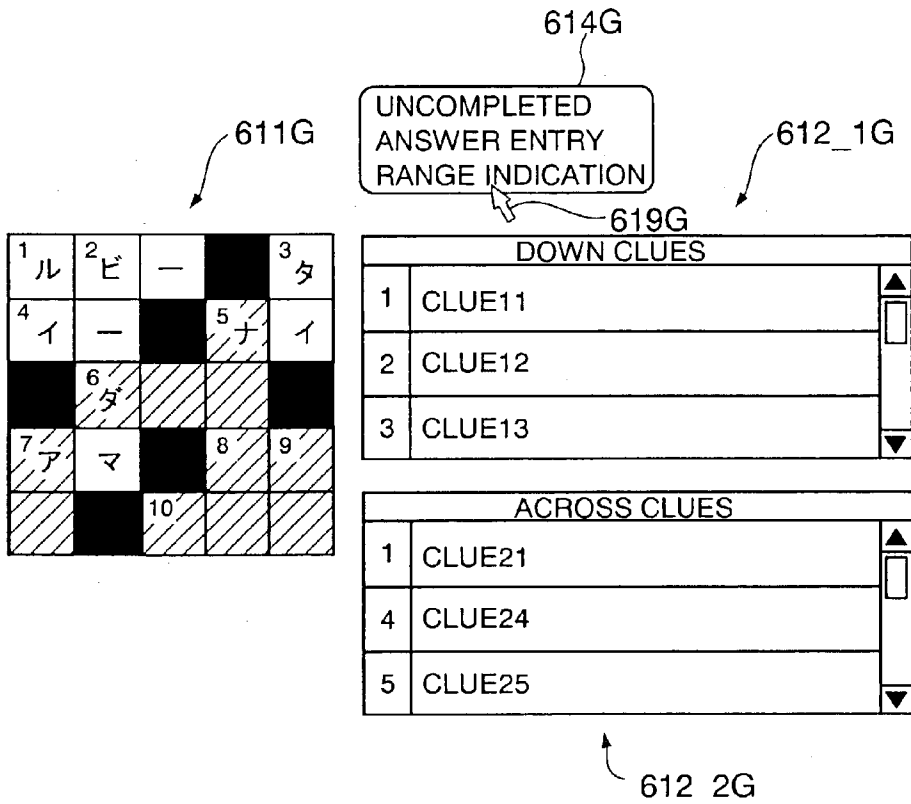 614G
UNCOMPLETED
ANSWER ENTRY
RANGE INDICATION
611G
612_1G
619G
1 ル 2 ビ ー 3 タ
4 イ ー 5 ナ イ
6 ダ
7 ア マ 8 9
10
DOWN CLUES
1 CLUE11
2 CLUE12
3 CLUE13
ACROSS CLUES
1 CLUE21
4 CLUE24
5 CLUE25
612_2G